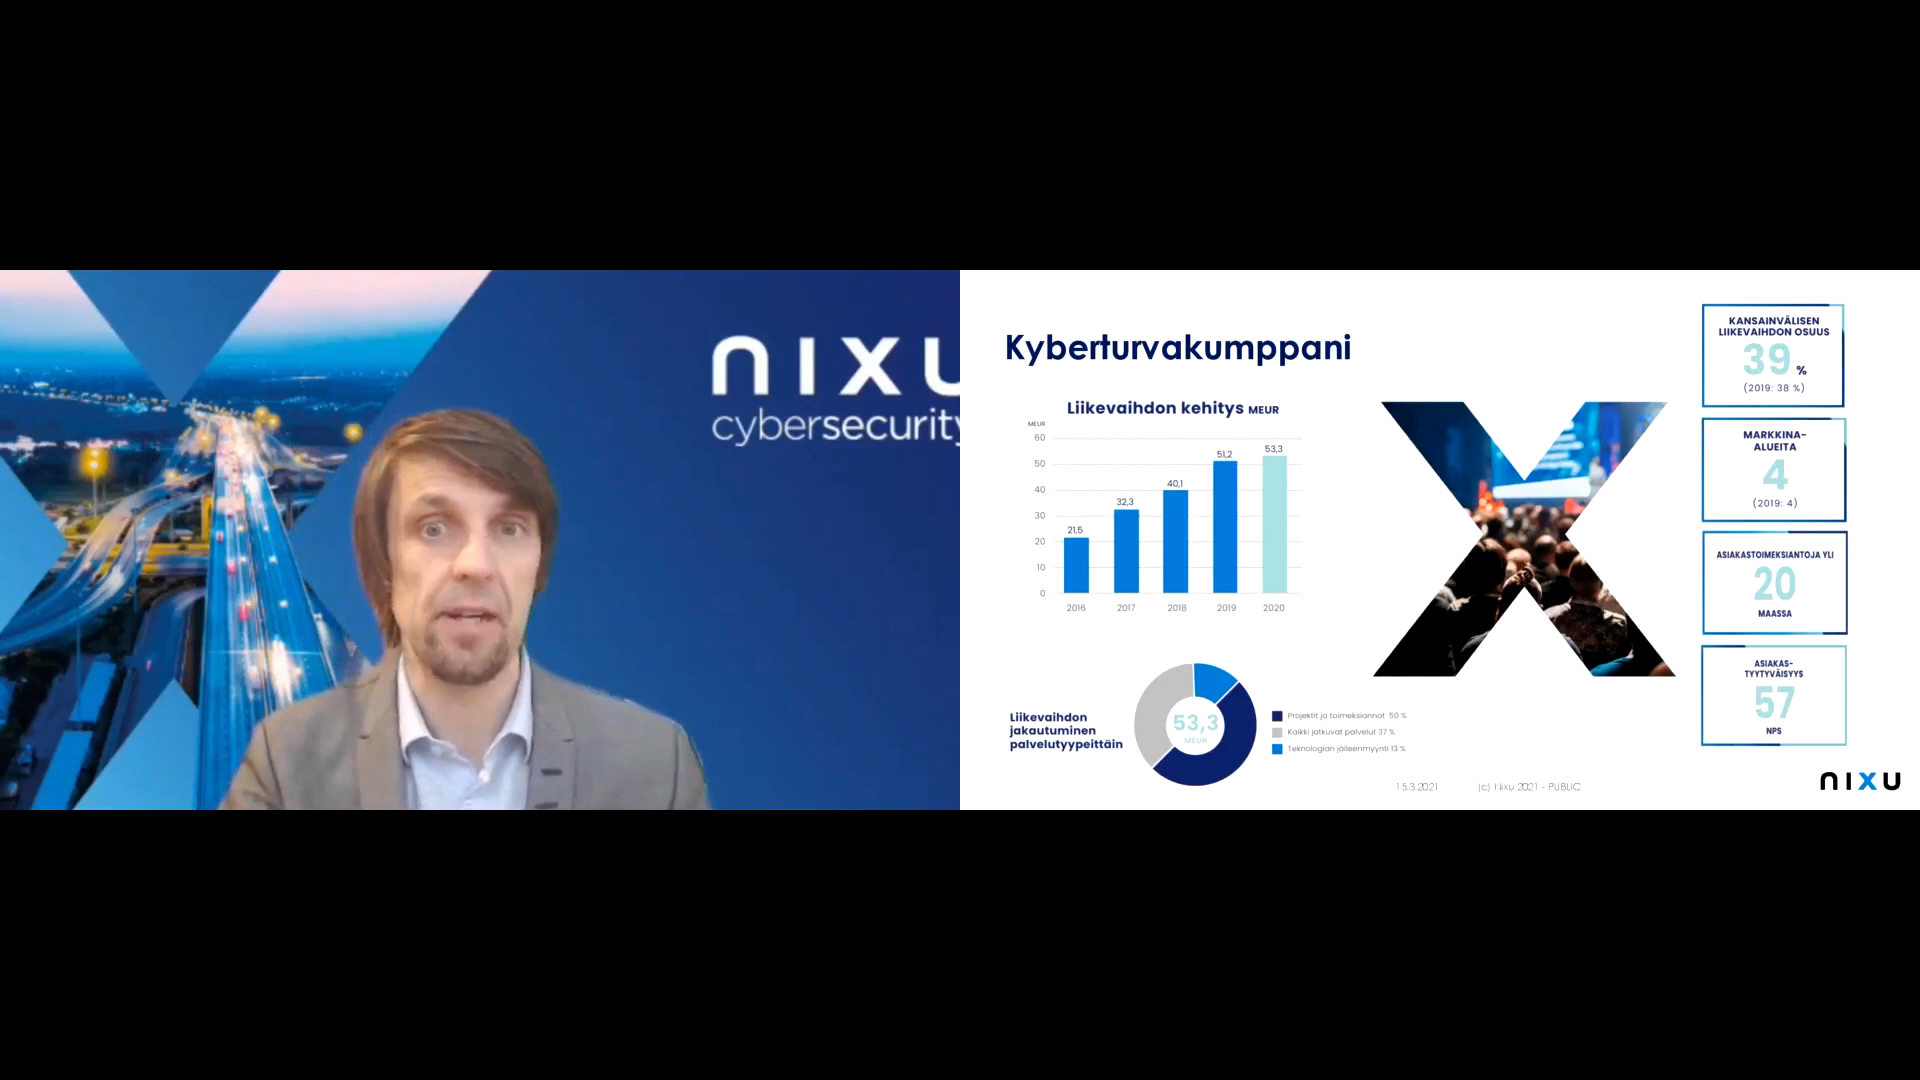 nixu
cybersecurity
Kyberturvakumppani
Liikevaihdon kehitys MEUR
MEUR
60
50
40
30
20
10
0
21,5
32,3
40,1
51,2
53,3
2016
2017
2018
2019
2020
Liikevaihdon
jakautuminen
palvelutyypeittäin
53,3
MEUR
Projektit ja toimeksiannot 50 %
Kaikki jatkuvat palvelut 37 %
Teknologian jälleenmyynti 13 %
KANSAINVÄLISEN
LIIKEVAIHDON OSUUS
39 %
(2019: 38 %)
MARKKINA-
ALUEITA
4
(2019: 4)
ASIAKASTOIMEKSIANTOJA YLI
20
MAASSA
ASIAKAS-
TYYTYVÄISYYS
57
NPS
15.3.2021
(c) Nixu 2021 - PUBLIC
nixu